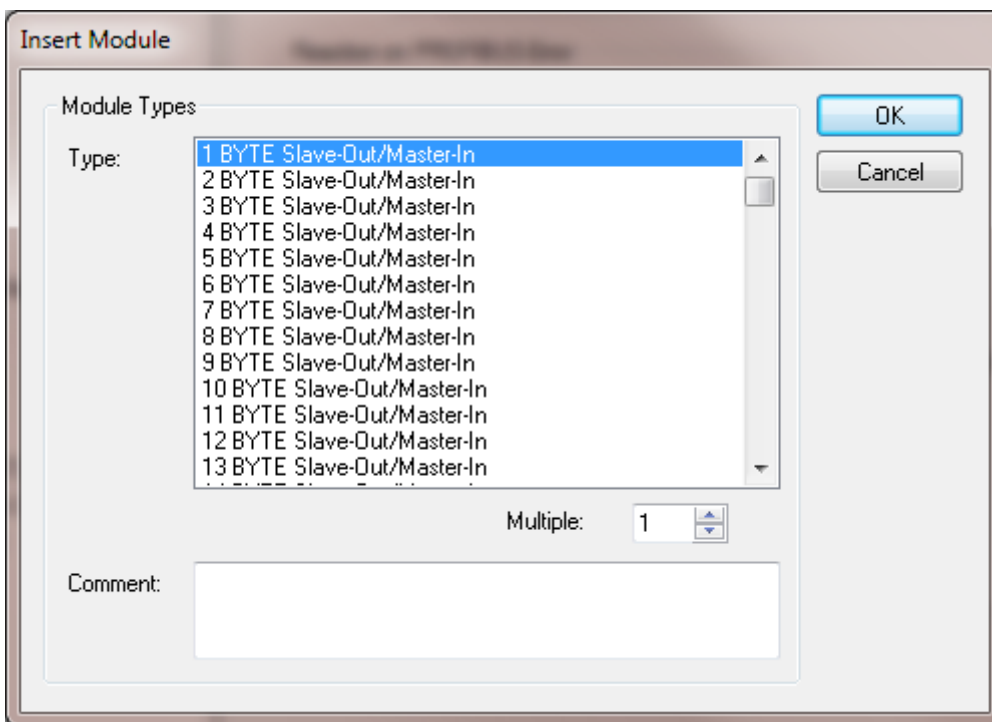 Insert Module
Module Types
Type:
1 BYTE Slave-Out/Master-In
2 BYTE Slave-Out/Master-In
3 BYTE Slave-Out/Master-In
4 BYTE Slave-Out/Master-In
5 BYTE Slave-Out/Master-In
6 BYTE Slave-Out/Master-In
7 BYTE Slave-Out/Master-In
8 BYTE Slave-Out/Master-In
9 BYTE Slave-Out/Master-In
10 BYTE Slave-Out/Master-In
11 BYTE Slave-Out/Master-In
12 BYTE Slave-Out/Master-In
13 BYTE Slave-Out/Master-In
Multiple: 1
Comment:
OK
Cancel